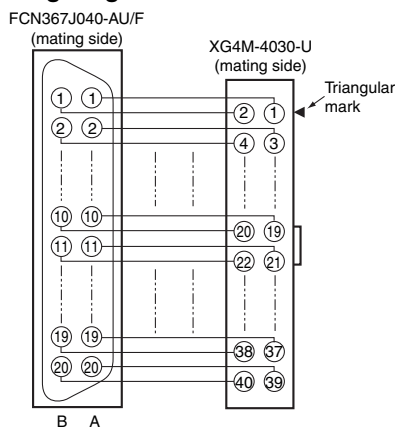 FCN367J040-AU/F
(mating side)
XG4M-4030-U
(mating side)
Triangular
mark
1 1
2 1
2 2
4 3
10 10
20 19
11 11
22 21
19 19
38 37
20 20
40 39
B A